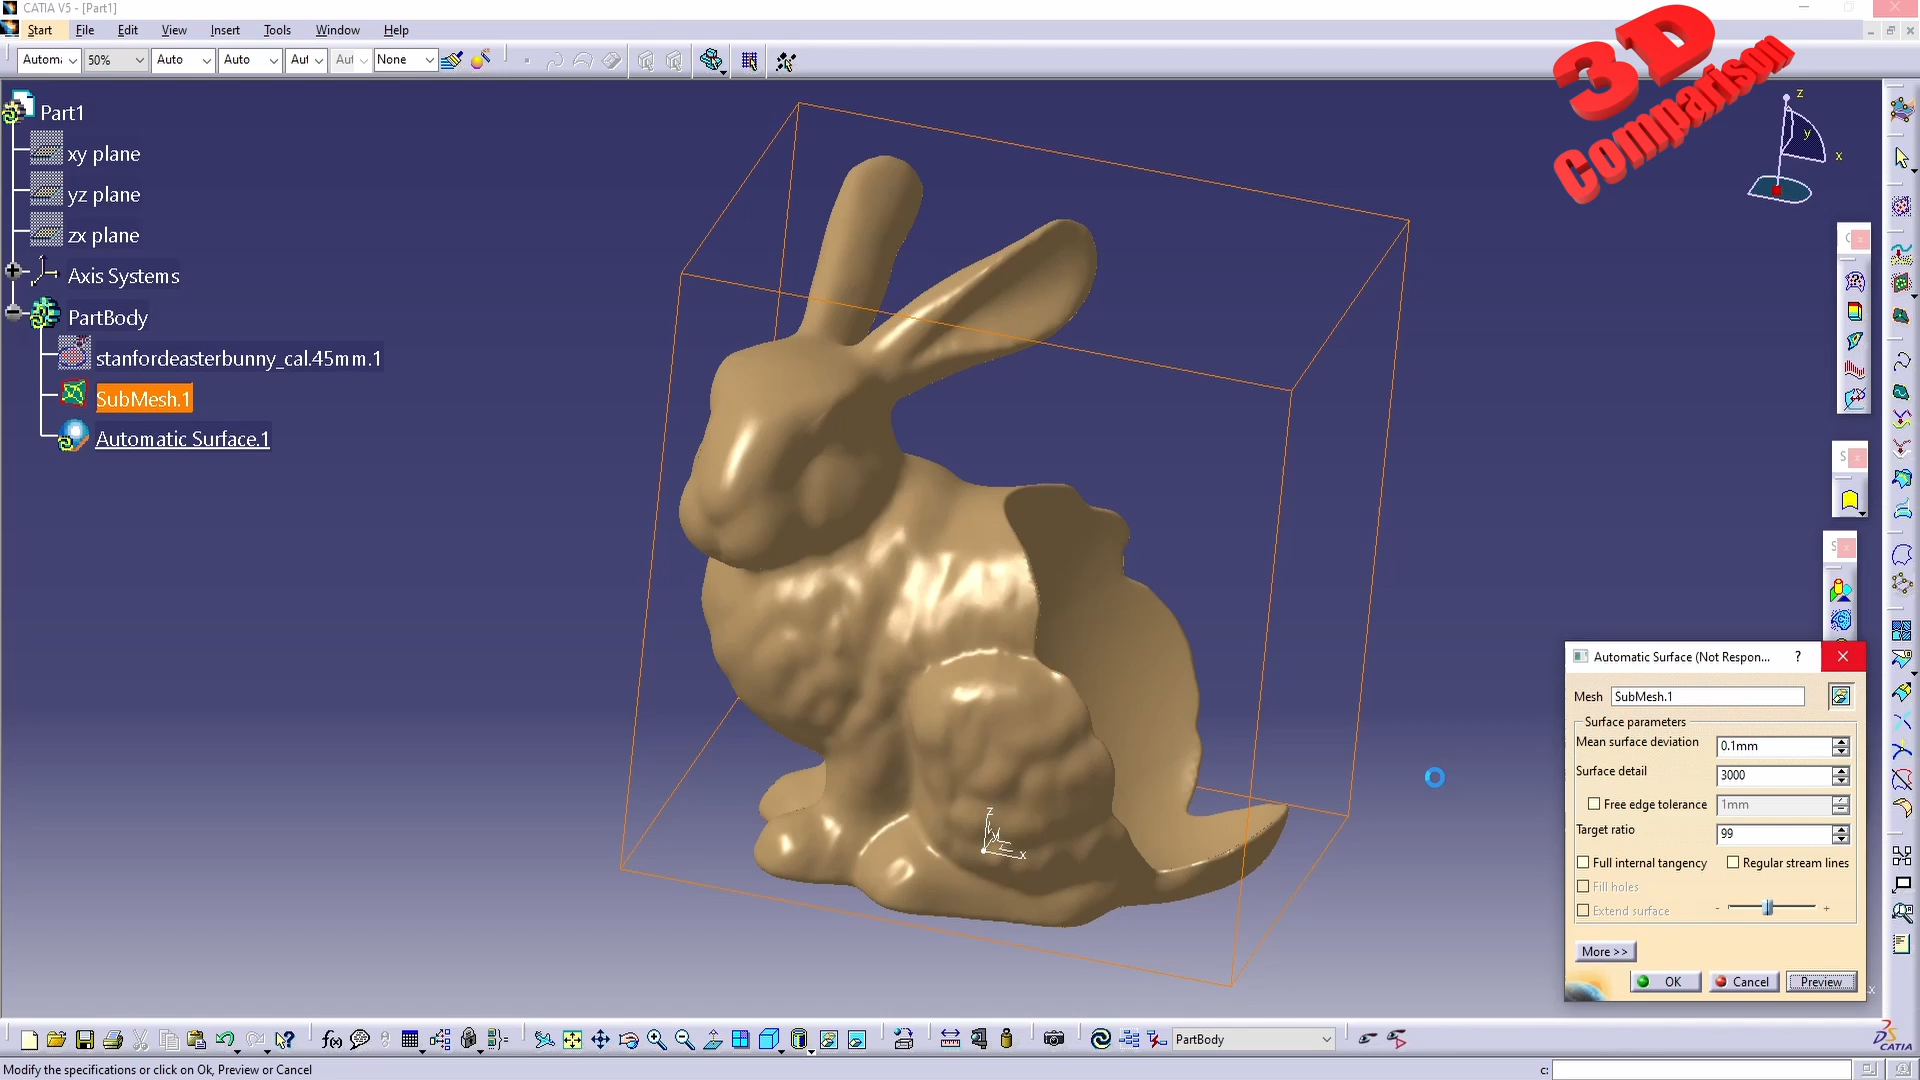 CATIA V5 - [Part1]
Start File Edit View Insert Tools Window Help
Autom 50% Auto Auto Aut Aut None
3D
Comparison
z
y
x
Part1
xy plane
yz plane
zx plane
Axis Systems
PartBody
stanfordeasterbunny_cal.45mm.1
SubMesh.1
Automatic Surface.1
S
S
z
y
x
Automatic Surface (Not Respon... ?
Mesh SubMesh.1
Surface parameters
Mean surface deviation 0.1mm
Surface detail 3000
Free edge tolerance 1mm
Target ratio 99
Full internal tangency Regular stream lines
Fill holes
Extend surface - +
More >>
OK Cancel Preview
f(x)
PartBody
CATIA
Modify the specifications or click on Ok, Preview or Cancel
c: